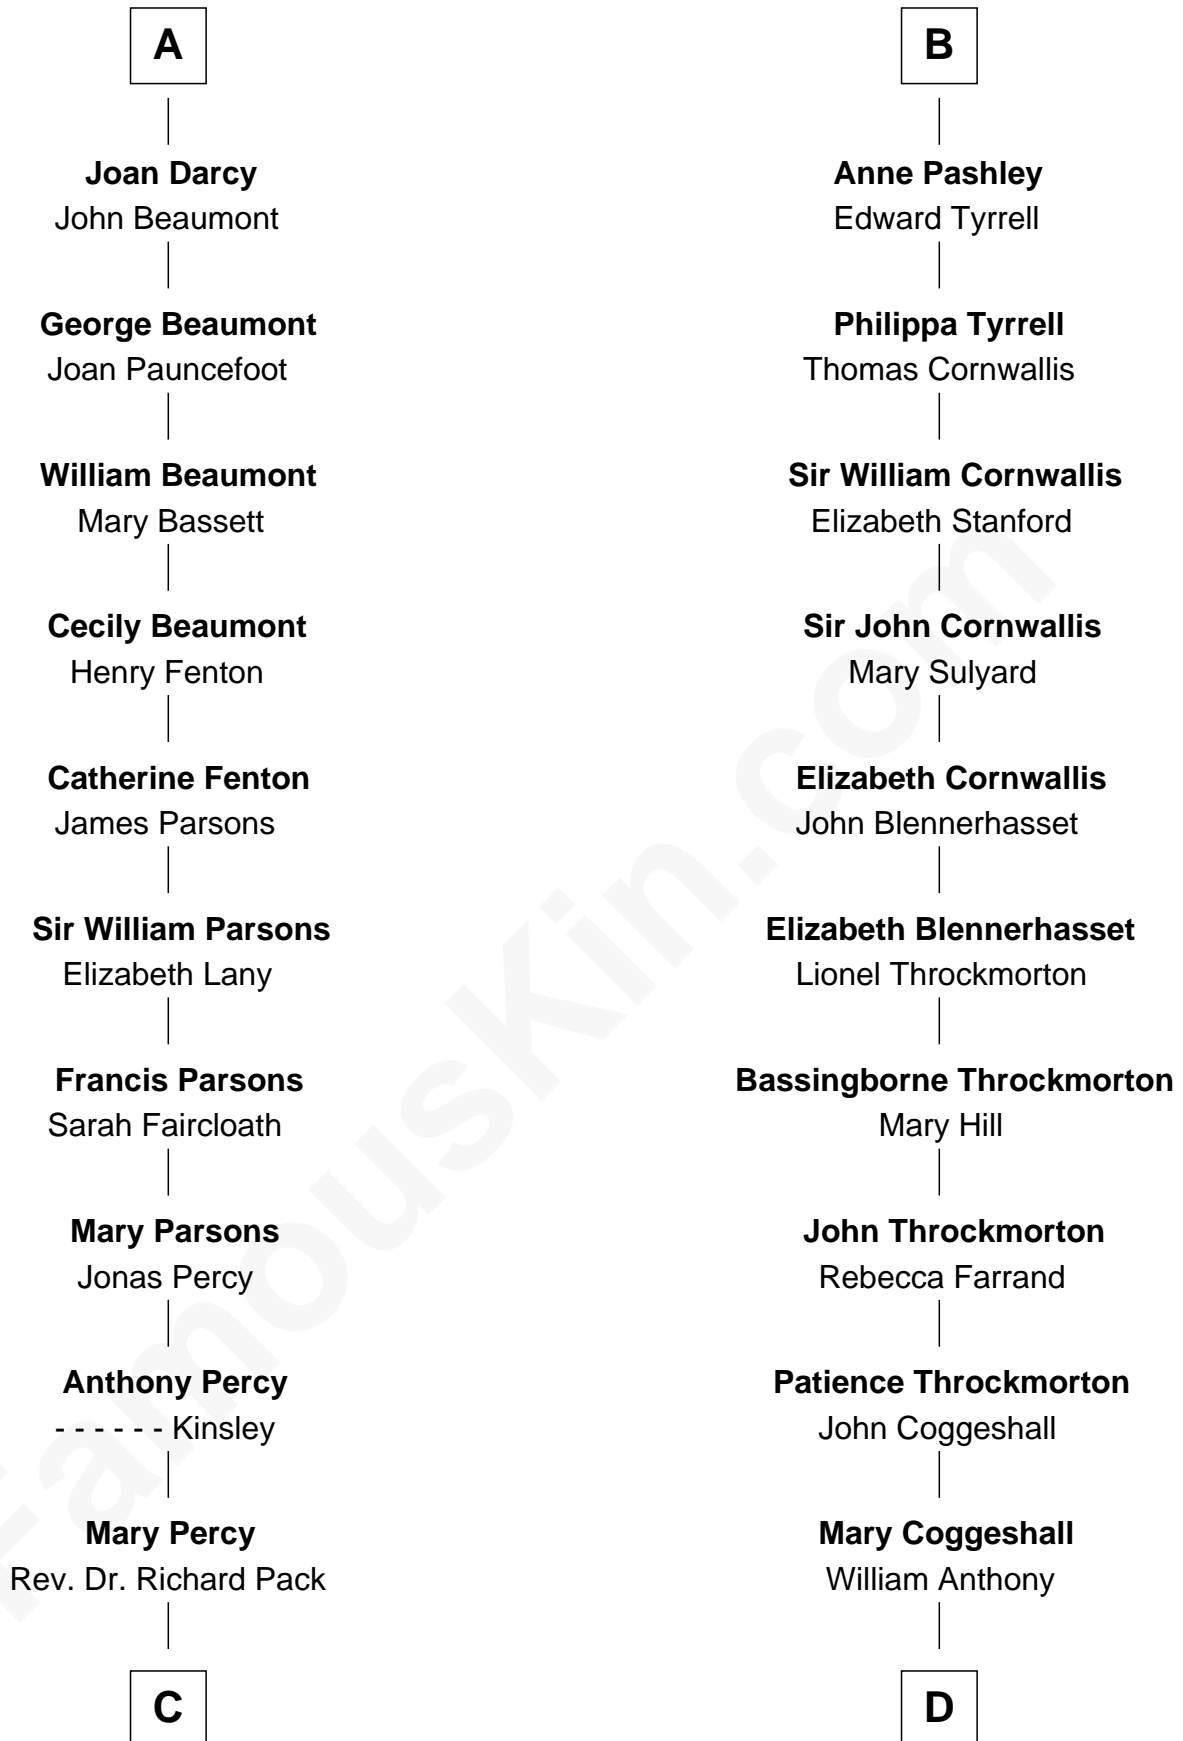 A
Joan Darcy
John Beaumont
George Beaumont
Joan Pauncefoot
William Beaumont
Mary Bassett
Cecily Beaumont
Henry Fenton
Catherine Fenton
James Parsons
Sir William Parsons
Elizabeth Lany
Francis Parsons
Sarah Faircloath
Mary Parsons
Jonas Percy
Anthony Percy
- - - - - - Kinsley
Mary Percy
Rev. Dr. Richard Pack
C
B
Anne Pashley
Edward Tyrrell
Philippa Tyrrell
Thomas Cornwallis
Sir William Cornwallis
Elizabeth Stanford
Sir John Cornwallis
Mary Sulyard
Elizabeth Cornwallis
John Blennerhasset
Elizabeth Blennerhasset
Lionel Throckmorton
Bassingborne Throckmorton
Mary Hill
John Throckmorton
Rebecca Farrand
Patience Throckmorton
John Coggeshall
Mary Coggeshall
William Anthony
D
FamousKin.com